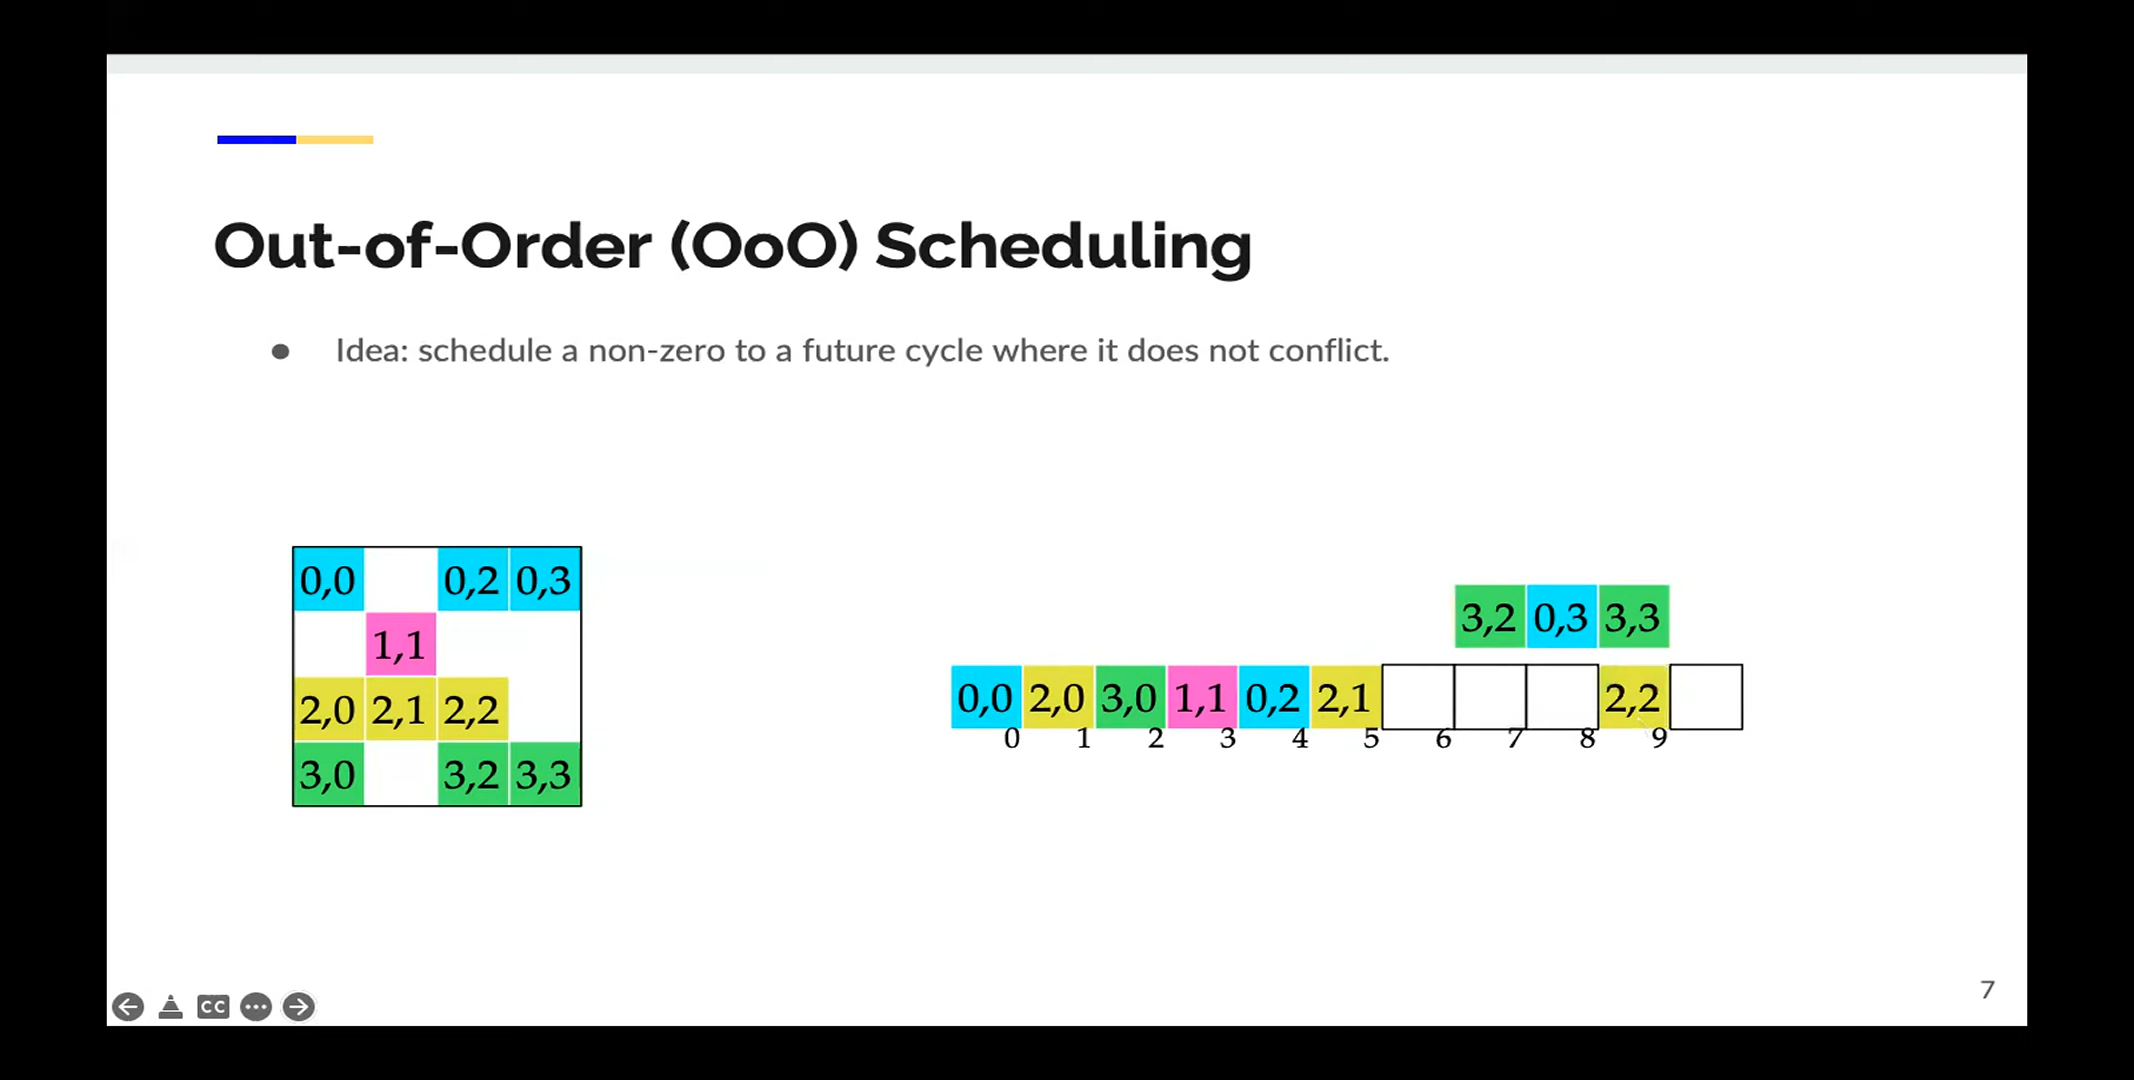 Out-of-Order (OoO) Scheduling
● Idea: schedule a non-zero to a future cycle where it does not conflict.
0,0 0,2 0,3
1,1
2,0 2,1 2,2
3,0 3,2 3,3
3,2 0,3 3,3
0,0 2,0 3,0 1,1 0,2 2,1 2,2
0 1 2 3 4 5 6 7 8 9
7
CC